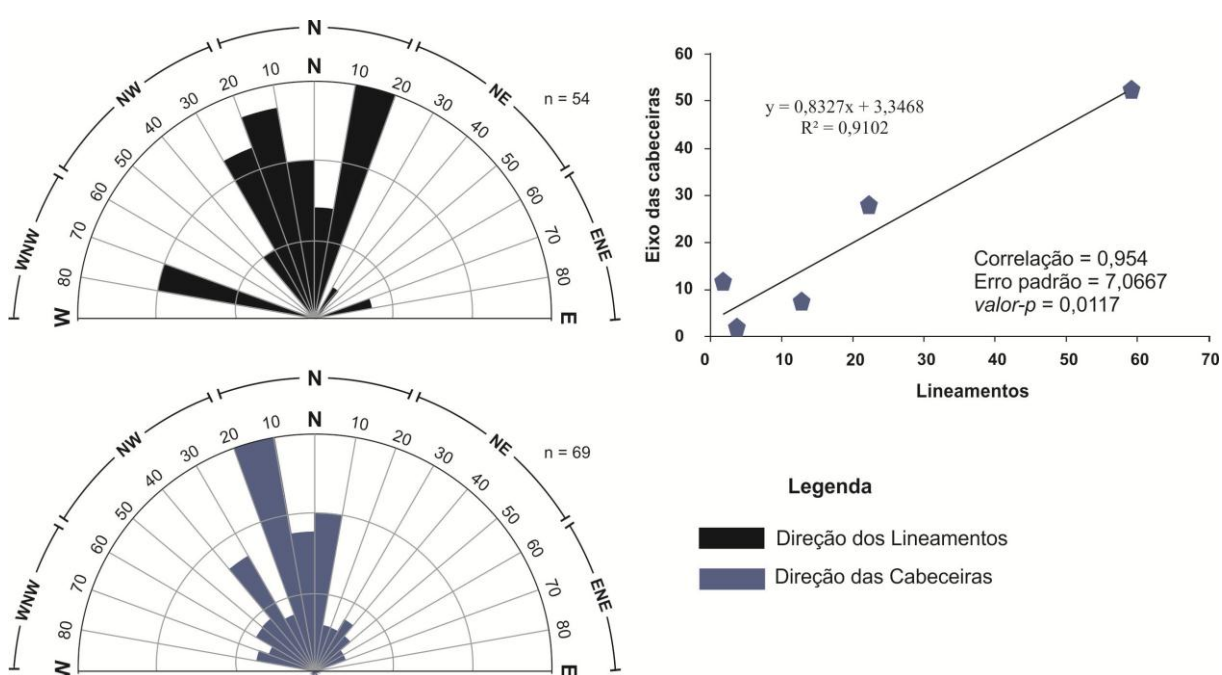 N
N
10
20
30
40
50
60
70
80
10
20
30
40
50
60
70
80
NW
NE
WNW
ENE
W
E
n = 54
N
N
10
20
30
40
50
60
70
80
10
20
30
40
50
60
70
80
NW
NE
WNW
ENE
W
E
n = 69
60
50
40
30
20
10
0
Eixo das cabeceiras
y = 0,8327x + 3,3468
R² = 0,9102
Correlação = 0,954
Erro padrão = 7,0667
valor-p = 0,0117
0
10
20
30
40
50
60
70
Lineamentos
Legenda
Direção dos Lineamentos
Direção das Cabeceiras